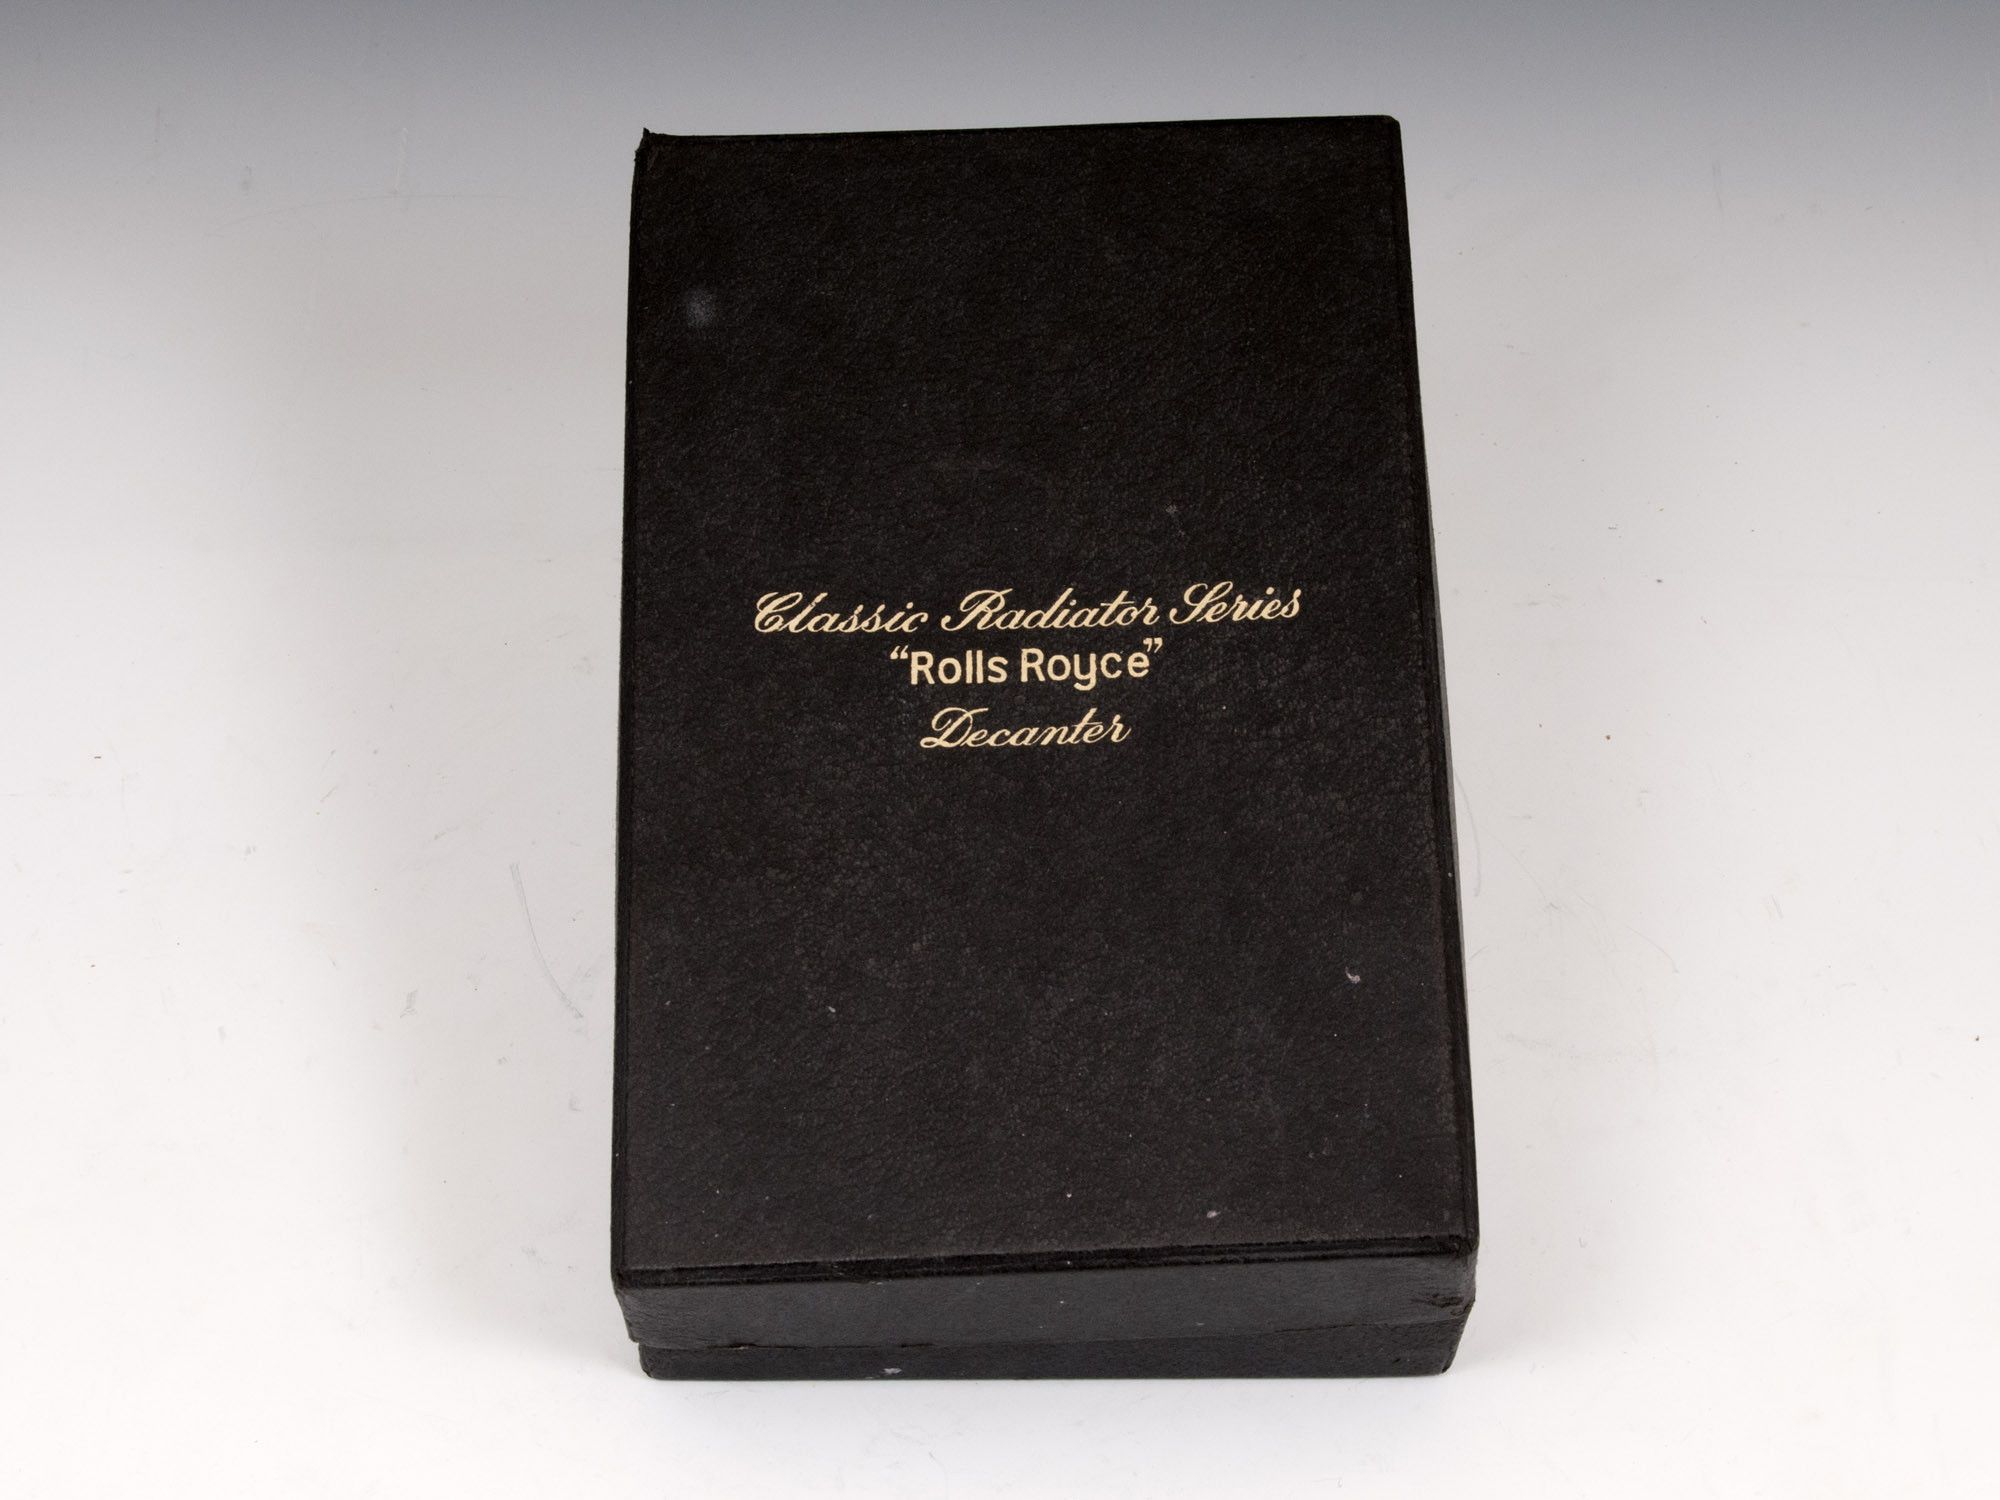 Classic Radiator Series
“Rolls Royce”
Decanter